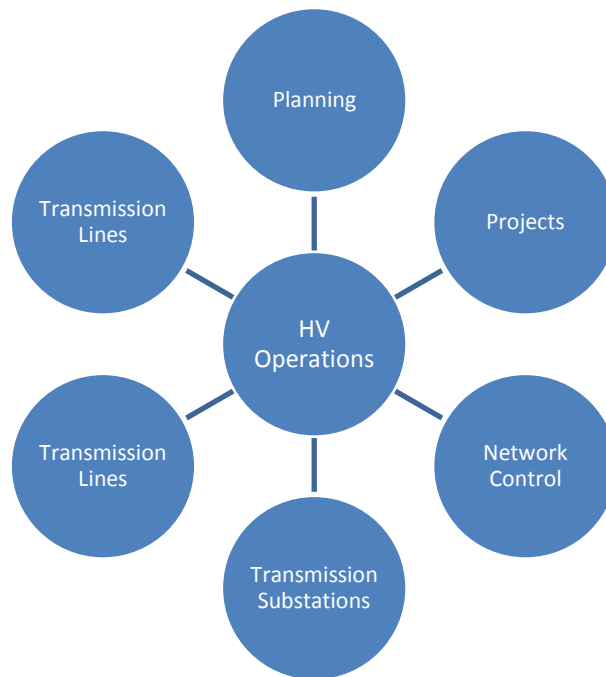 Planning
Transmission
Lines
Projects
HV
Operations
Transmission
Lines
Network
Control
Transmission
Substations